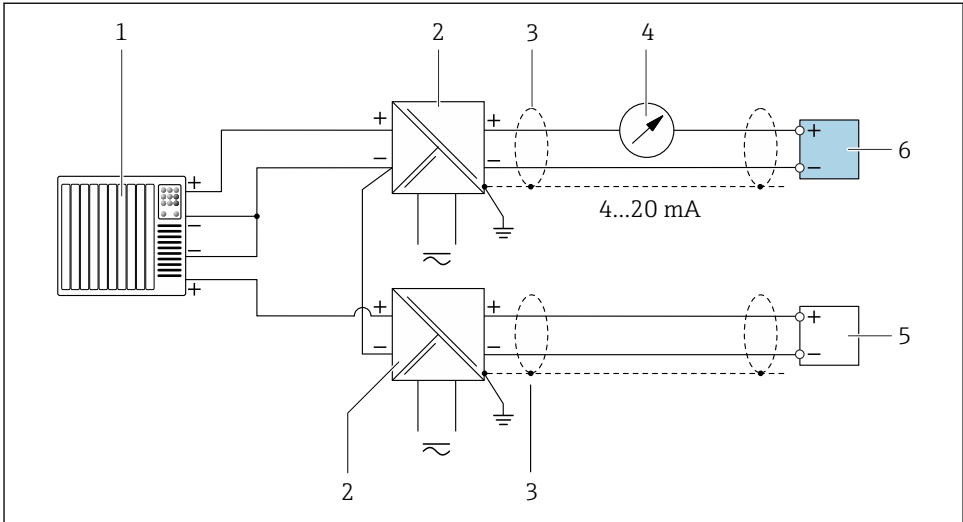 1 2 3 4
+ +
+ 6
− −
−
+ 4...20 mA
−
−
+
+ + +
5
− − −
2 3